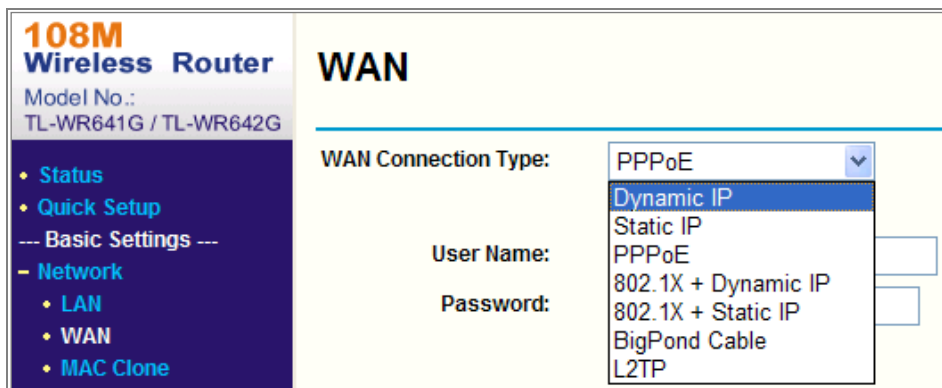 108M
Wireless Router
Model No.:
TL-WR641G / TL-WR642G
• Status
• Quick Setup
--- Basic Settings ---
– Network
• LAN
• WAN
• MAC Clone
WAN
WAN Connection Type: PPPoE
Dynamic IP
Static IP
PPPoE
802.1X + Dynamic IP
802.1X + Static IP
BigPond Cable
L2TP
User Name:
Password: